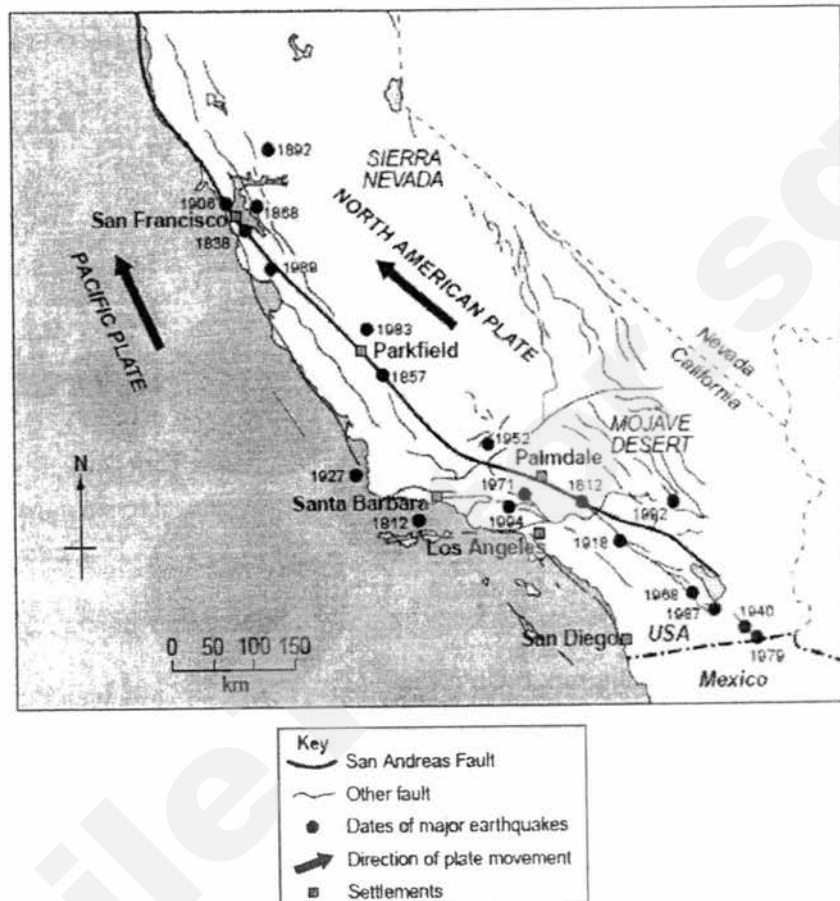 1892
SIERRA
NEVADA
1906
1868
San Francisco
1838
NORTH AMERICAN PLATE
PACIFIC PLATE
1989
1983
Parkfield
1857
Nevada
California
1952
MOJAVE
DESERT
N
1927
Palmdale
1971
1812
1992
Santa Barbara
1994
1812
Los Angeles
1918
1968
1987
1940
0 50 100 150
km
San Diego
USA
1979
Mexico
Key
San Andreas Fault
Other fault
Dates of major earthquakes
Direction of plate movement
Settlements